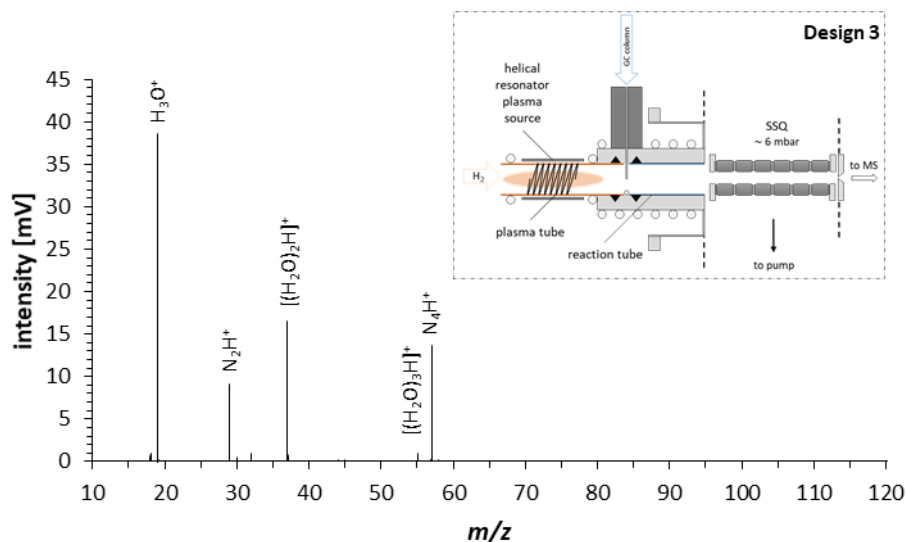 Design 3
GC column
helical
resonator
plasma
source
SSQ
~ 6 mbar
to MS
H₂
plasma tube
reaction tube
to pump
intensity [mV]
45
40
35
30
25
20
15
10
5
0
H₃O⁺
N₂H⁺
[(H₂O)₂H]⁺
[(H₂O)₃H]⁺
N₄H⁺
10 20 30 40 50 60 70 80 90 100 110 120
m/z